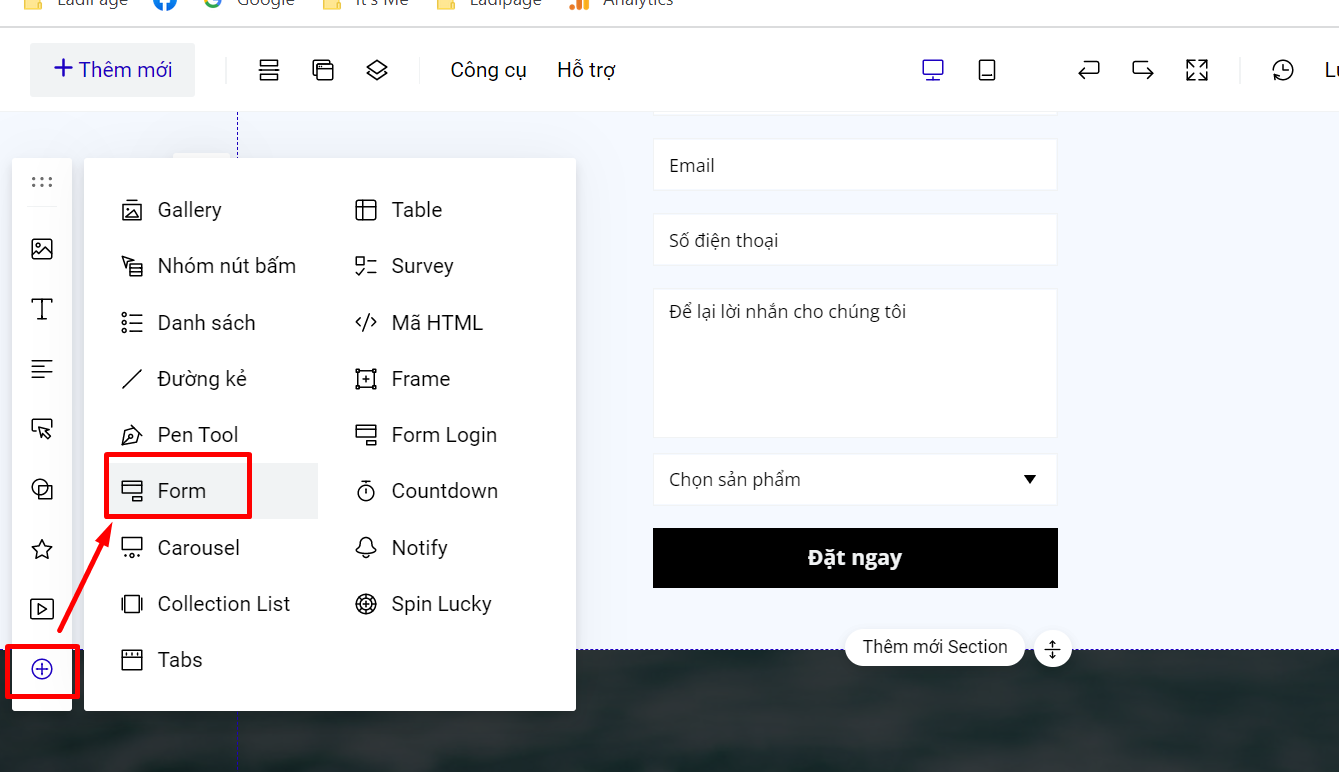 LadiPage Google It's Me Ladipage Analytics
Thêm mới Công cụ Hỗ trợ
Gallery
Nhóm nút bấm
Danh sách
Đường kẻ
Pen Tool
Form
Carousel
Collection List
Tabs
Table
Survey
Mã HTML
Frame
Form Login
Countdown
Notify
Spin Lucky
Email
Số điện thoại
Để lại lời nhắn cho chúng tôi
Chọn sản phẩm
Đặt ngay
Thêm mới Section